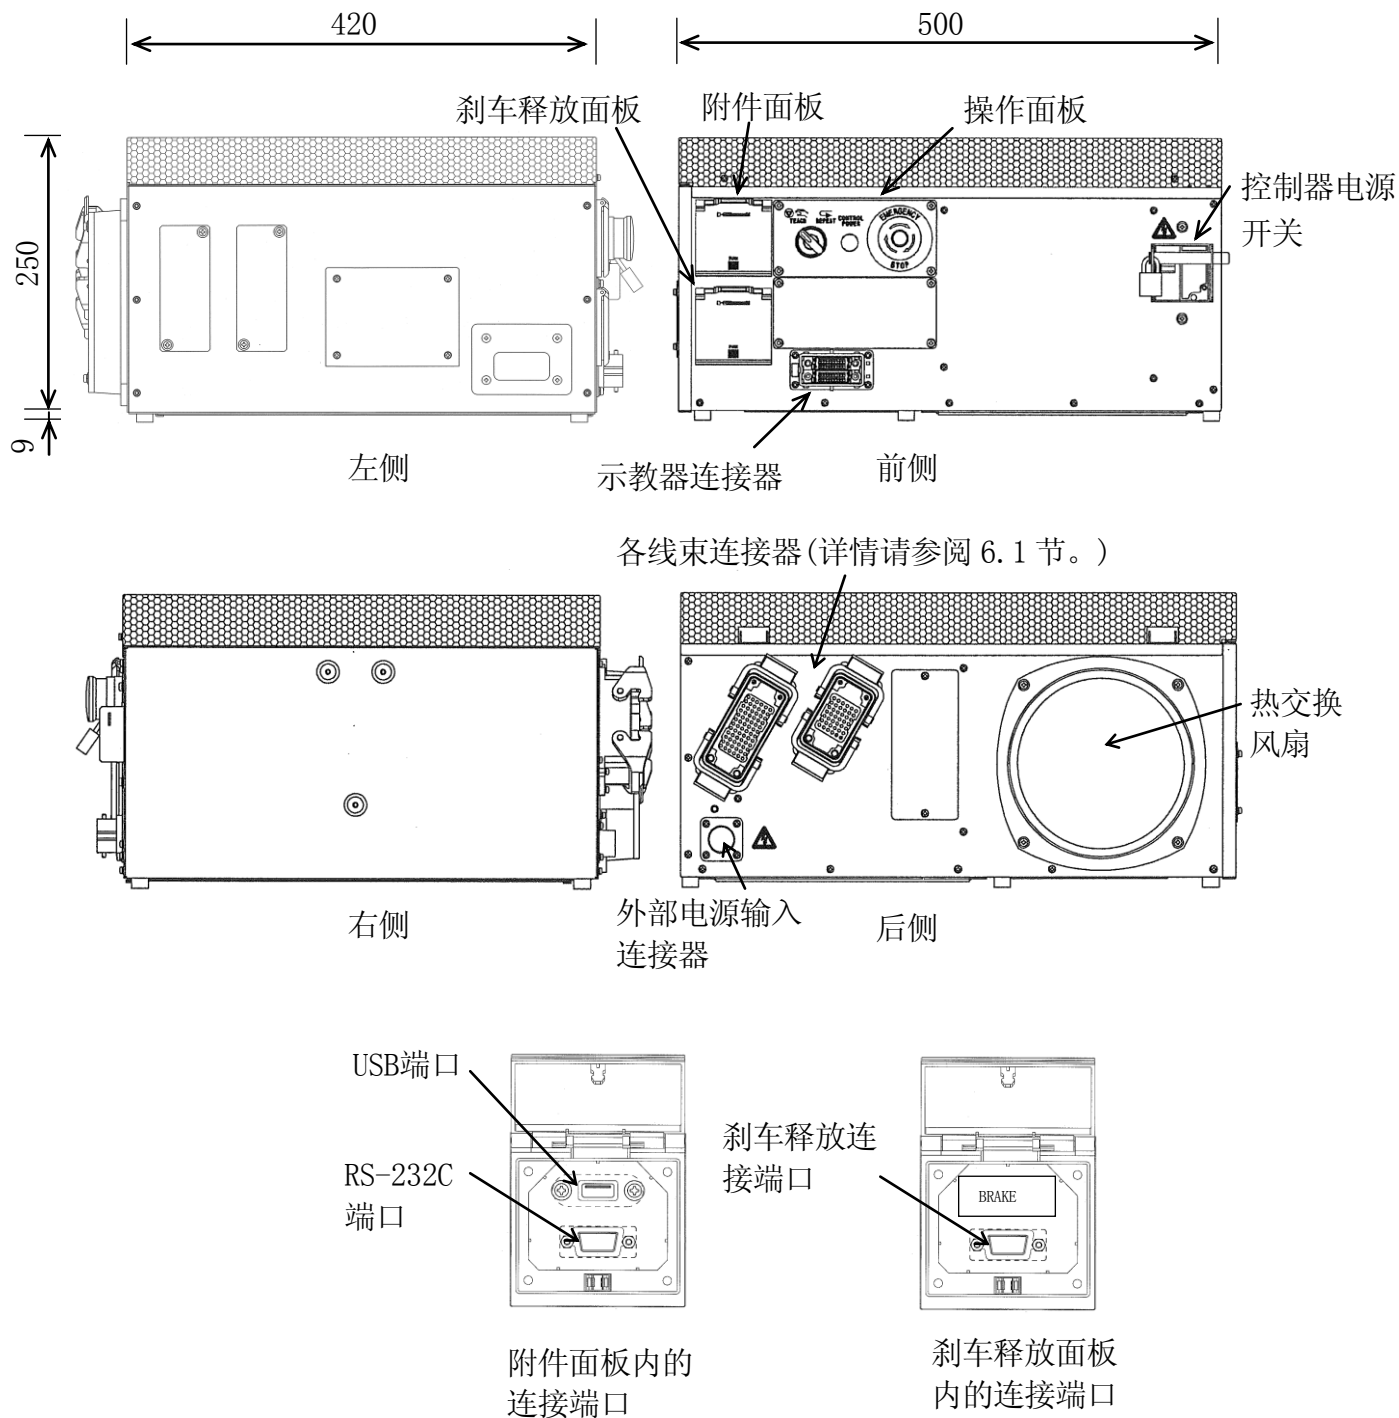 420
500
刹车释放面板
附件面板
操作面板
控制器电源
开关
250
9
TEACH
REPEAT
CONTROL
POWER
EMERGENCY
STOP
左侧
示教器连接器
前侧
各线束连接器(详情请参阅 6.1 节。)
热交换
风扇
右侧
外部电源输入
连接器
后侧
USB端口
RS-232C
端口
刹车释放连
接端口
BRAKE
附件面板内的
连接端口
刹车释放面板
内的连接端口